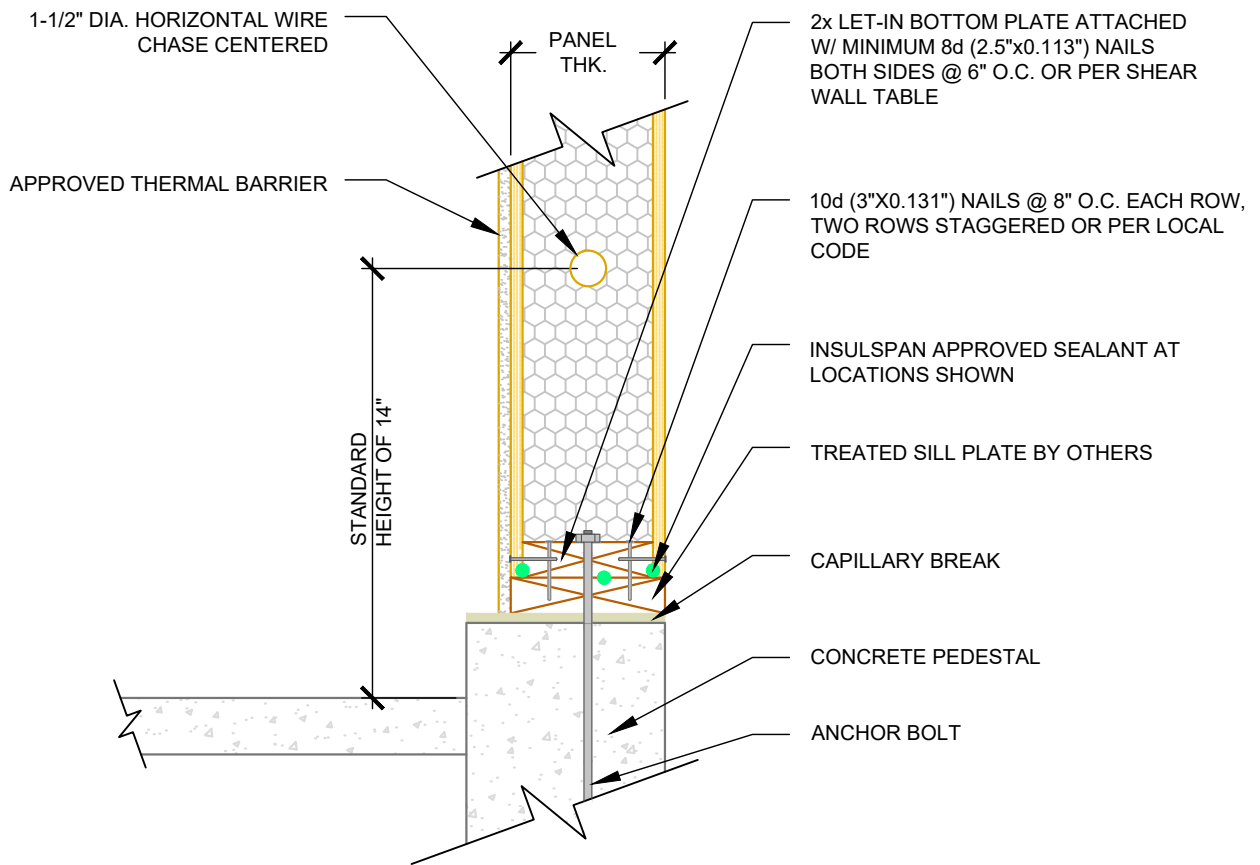 1-1/2" DIA. HORIZONTAL WIRE
CHASE CENTERED
PANEL
THK.
2x LET-IN BOTTOM PLATE ATTACHED
W/ MINIMUM 8d (2.5"x0.113") NAILS
BOTH SIDES @ 6" O.C. OR PER SHEAR
WALL TABLE
APPROVED THERMAL BARRIER
10d (3"X0.131") NAILS @ 8" O.C. EACH ROW,
TWO ROWS STAGGERED OR PER LOCAL
CODE
INSULSPAN APPROVED SEALANT AT
LOCATIONS SHOWN
STANDARD
HEIGHT OF 14"
TREATED SILL PLATE BY OTHERS
CAPILLARY BREAK
CONCRETE PEDESTAL
ANCHOR BOLT